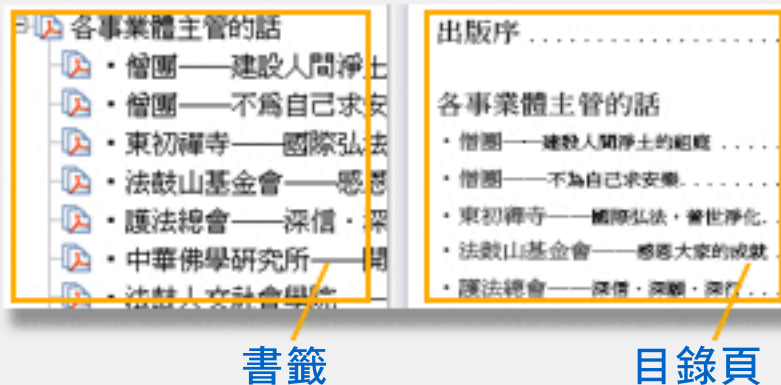 各事業體主管的話
・僧團——建設人間淨土
・僧團——不為自己求安
・東初禪寺——國際弘法
・法鼓山基金會——感恩
・護法總會——深信・深
・中華佛學研究所——開
出版序 . . . . . . . . . . . . . . . . . .
各事業體主管的話
・僧團——建設人間淨土的組庭 . . . . .
・僧團——不為自己求安樂. . . . . . . .
・東初禪寺——國際弘法・普世淨化. .
・法鼓山基金會——感恩大家的成就 .
・護法總會——深信・深願・深行. . .
書籤
目錄頁